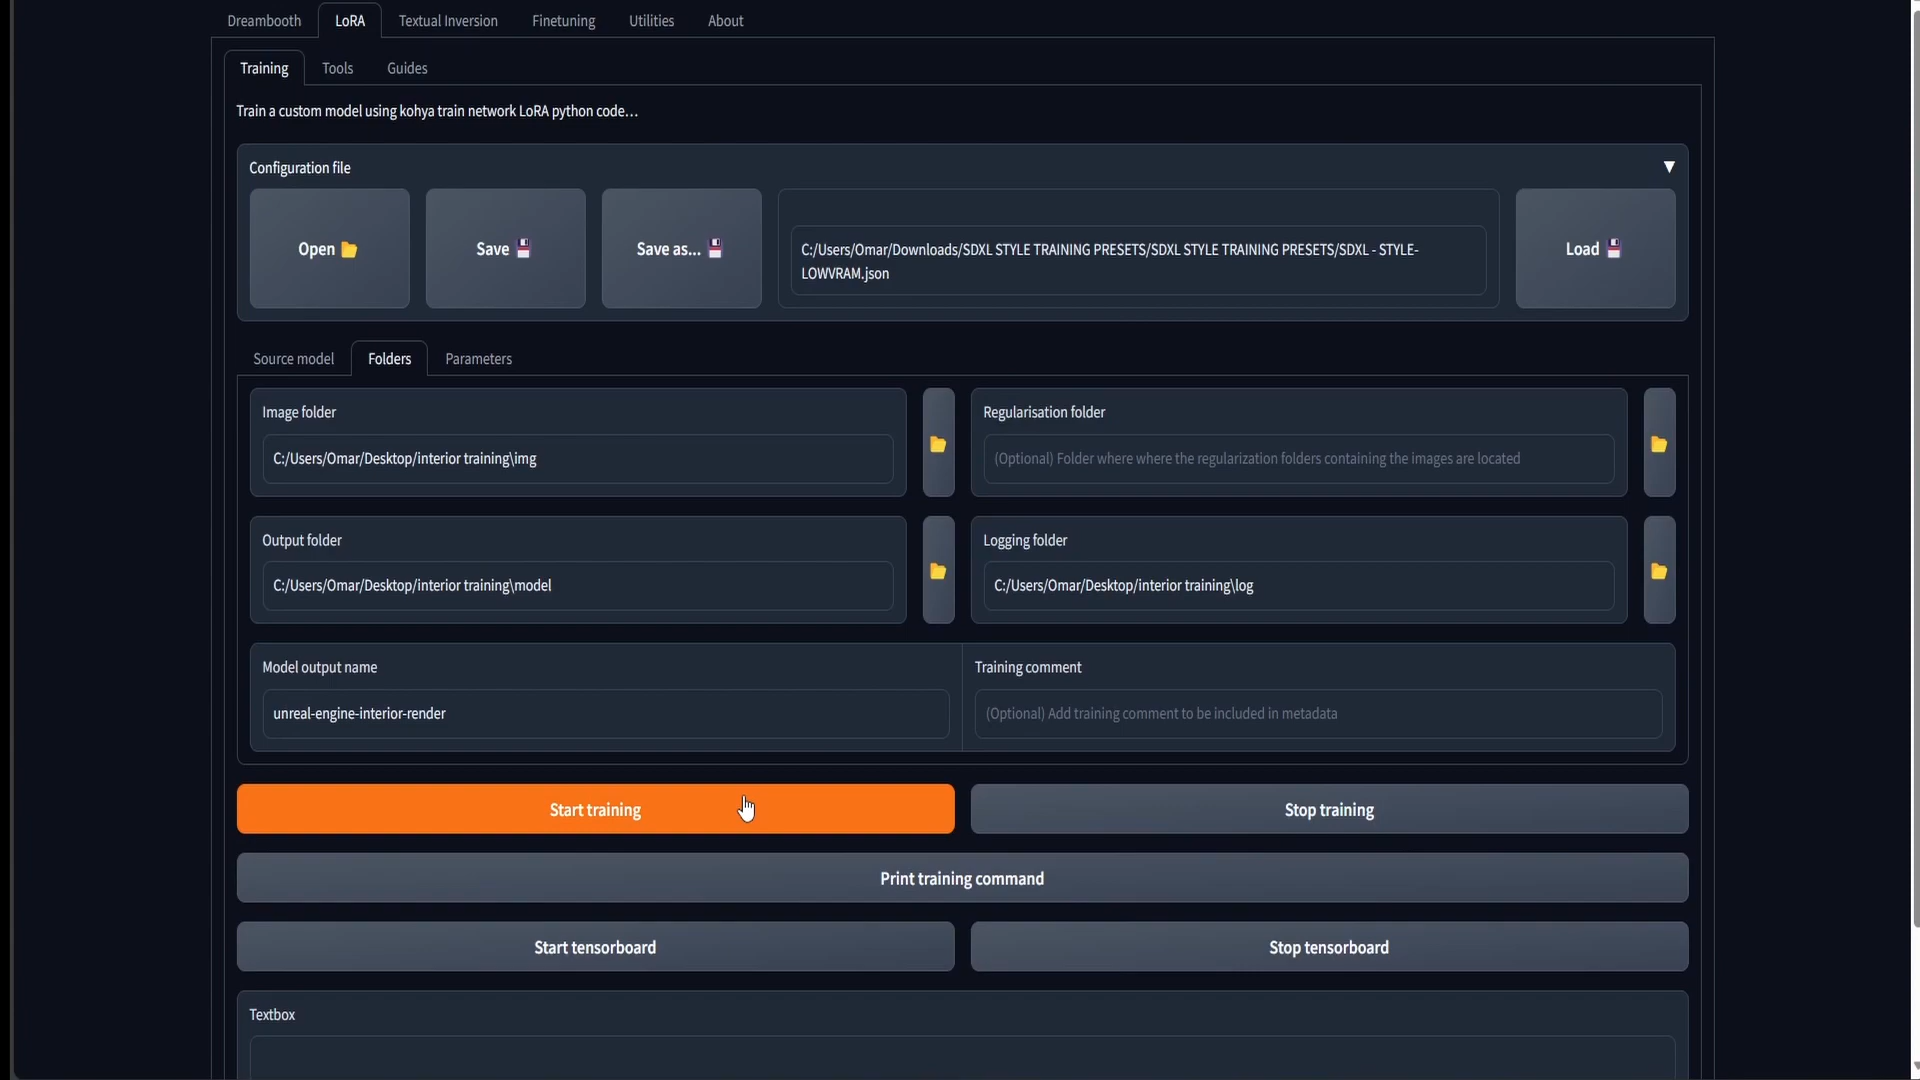 Dreambooth
LoRA
Textual Inversion
Finetuning
Utilities
About
Training
Tools
Guides
Train a custom model using kohya train network LoRA python code...
Configuration file
▼
Open
Save
Save as...
C:/Users/Omar/Downloads/SDXL STYLE TRAINING PRESETS/SDXL STYLE TRAINING PRESETS/SDXL - STYLE-
LOWVRAM.json
Load
Source model
Folders
Parameters
Image folder
C:/Users/Omar/Desktop/interior training\img
Regularisation folder
(Optional) Folder where where the regularization folders containing the images are located
Output folder
C:/Users/Omar/Desktop/interior training\model
Logging folder
C:/Users/Omar/Desktop/interior training\log
Model output name
unreal-engine-interior-render
Training comment
(Optional) Add training comment to be included in metadata
Start training
Stop training
Print training command
Start tensorboard
Stop tensorboard
Textbox